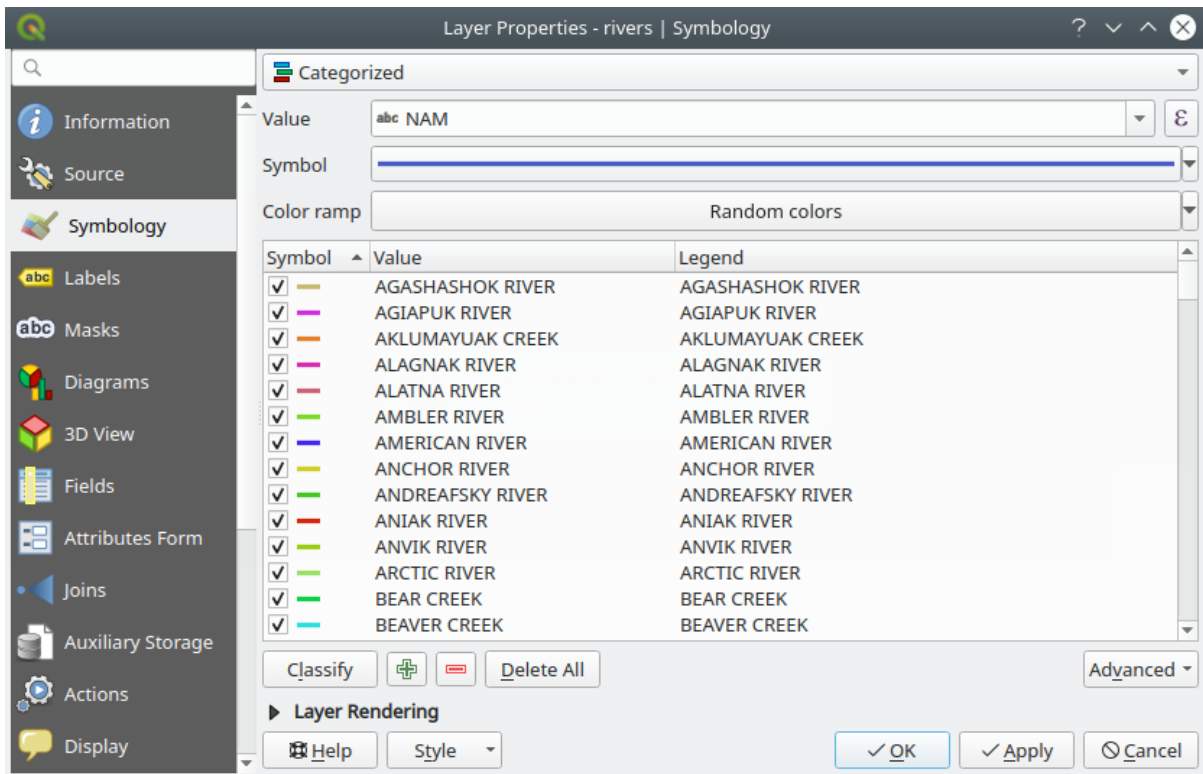 Layer Properties - rivers | Symbology
Information
Source
Symbology
abc Labels
abc Masks
Diagrams
3D View
Fields
Attributes Form
Joins
Auxiliary Storage
Actions
Display
Categorized
Value abc NAM ε
Symbol
Color ramp Random colors
Symbol Value Legend
AGASHASHOK RIVER AGASHASHOK RIVER
AGIAPUK RIVER AGIAPUK RIVER
AKLUMAYUAK CREEK AKLUMAYUAK CREEK
ALAGNAK RIVER ALAGNAK RIVER
ALATNA RIVER ALATNA RIVER
AMBLER RIVER AMBLER RIVER
AMERICAN RIVER AMERICAN RIVER
ANCHOR RIVER ANCHOR RIVER
ANDREAFSKY RIVER ANDREAFSKY RIVER
ANIAK RIVER ANIAK RIVER
ANVIK RIVER ANVIK RIVER
ARCTIC RIVER ARCTIC RIVER
BEAR CREEK BEAR CREEK
BEAVER CREEK BEAVER CREEK
Classify Delete All Advanced
Layer Rendering
Help Style OK Apply Cancel